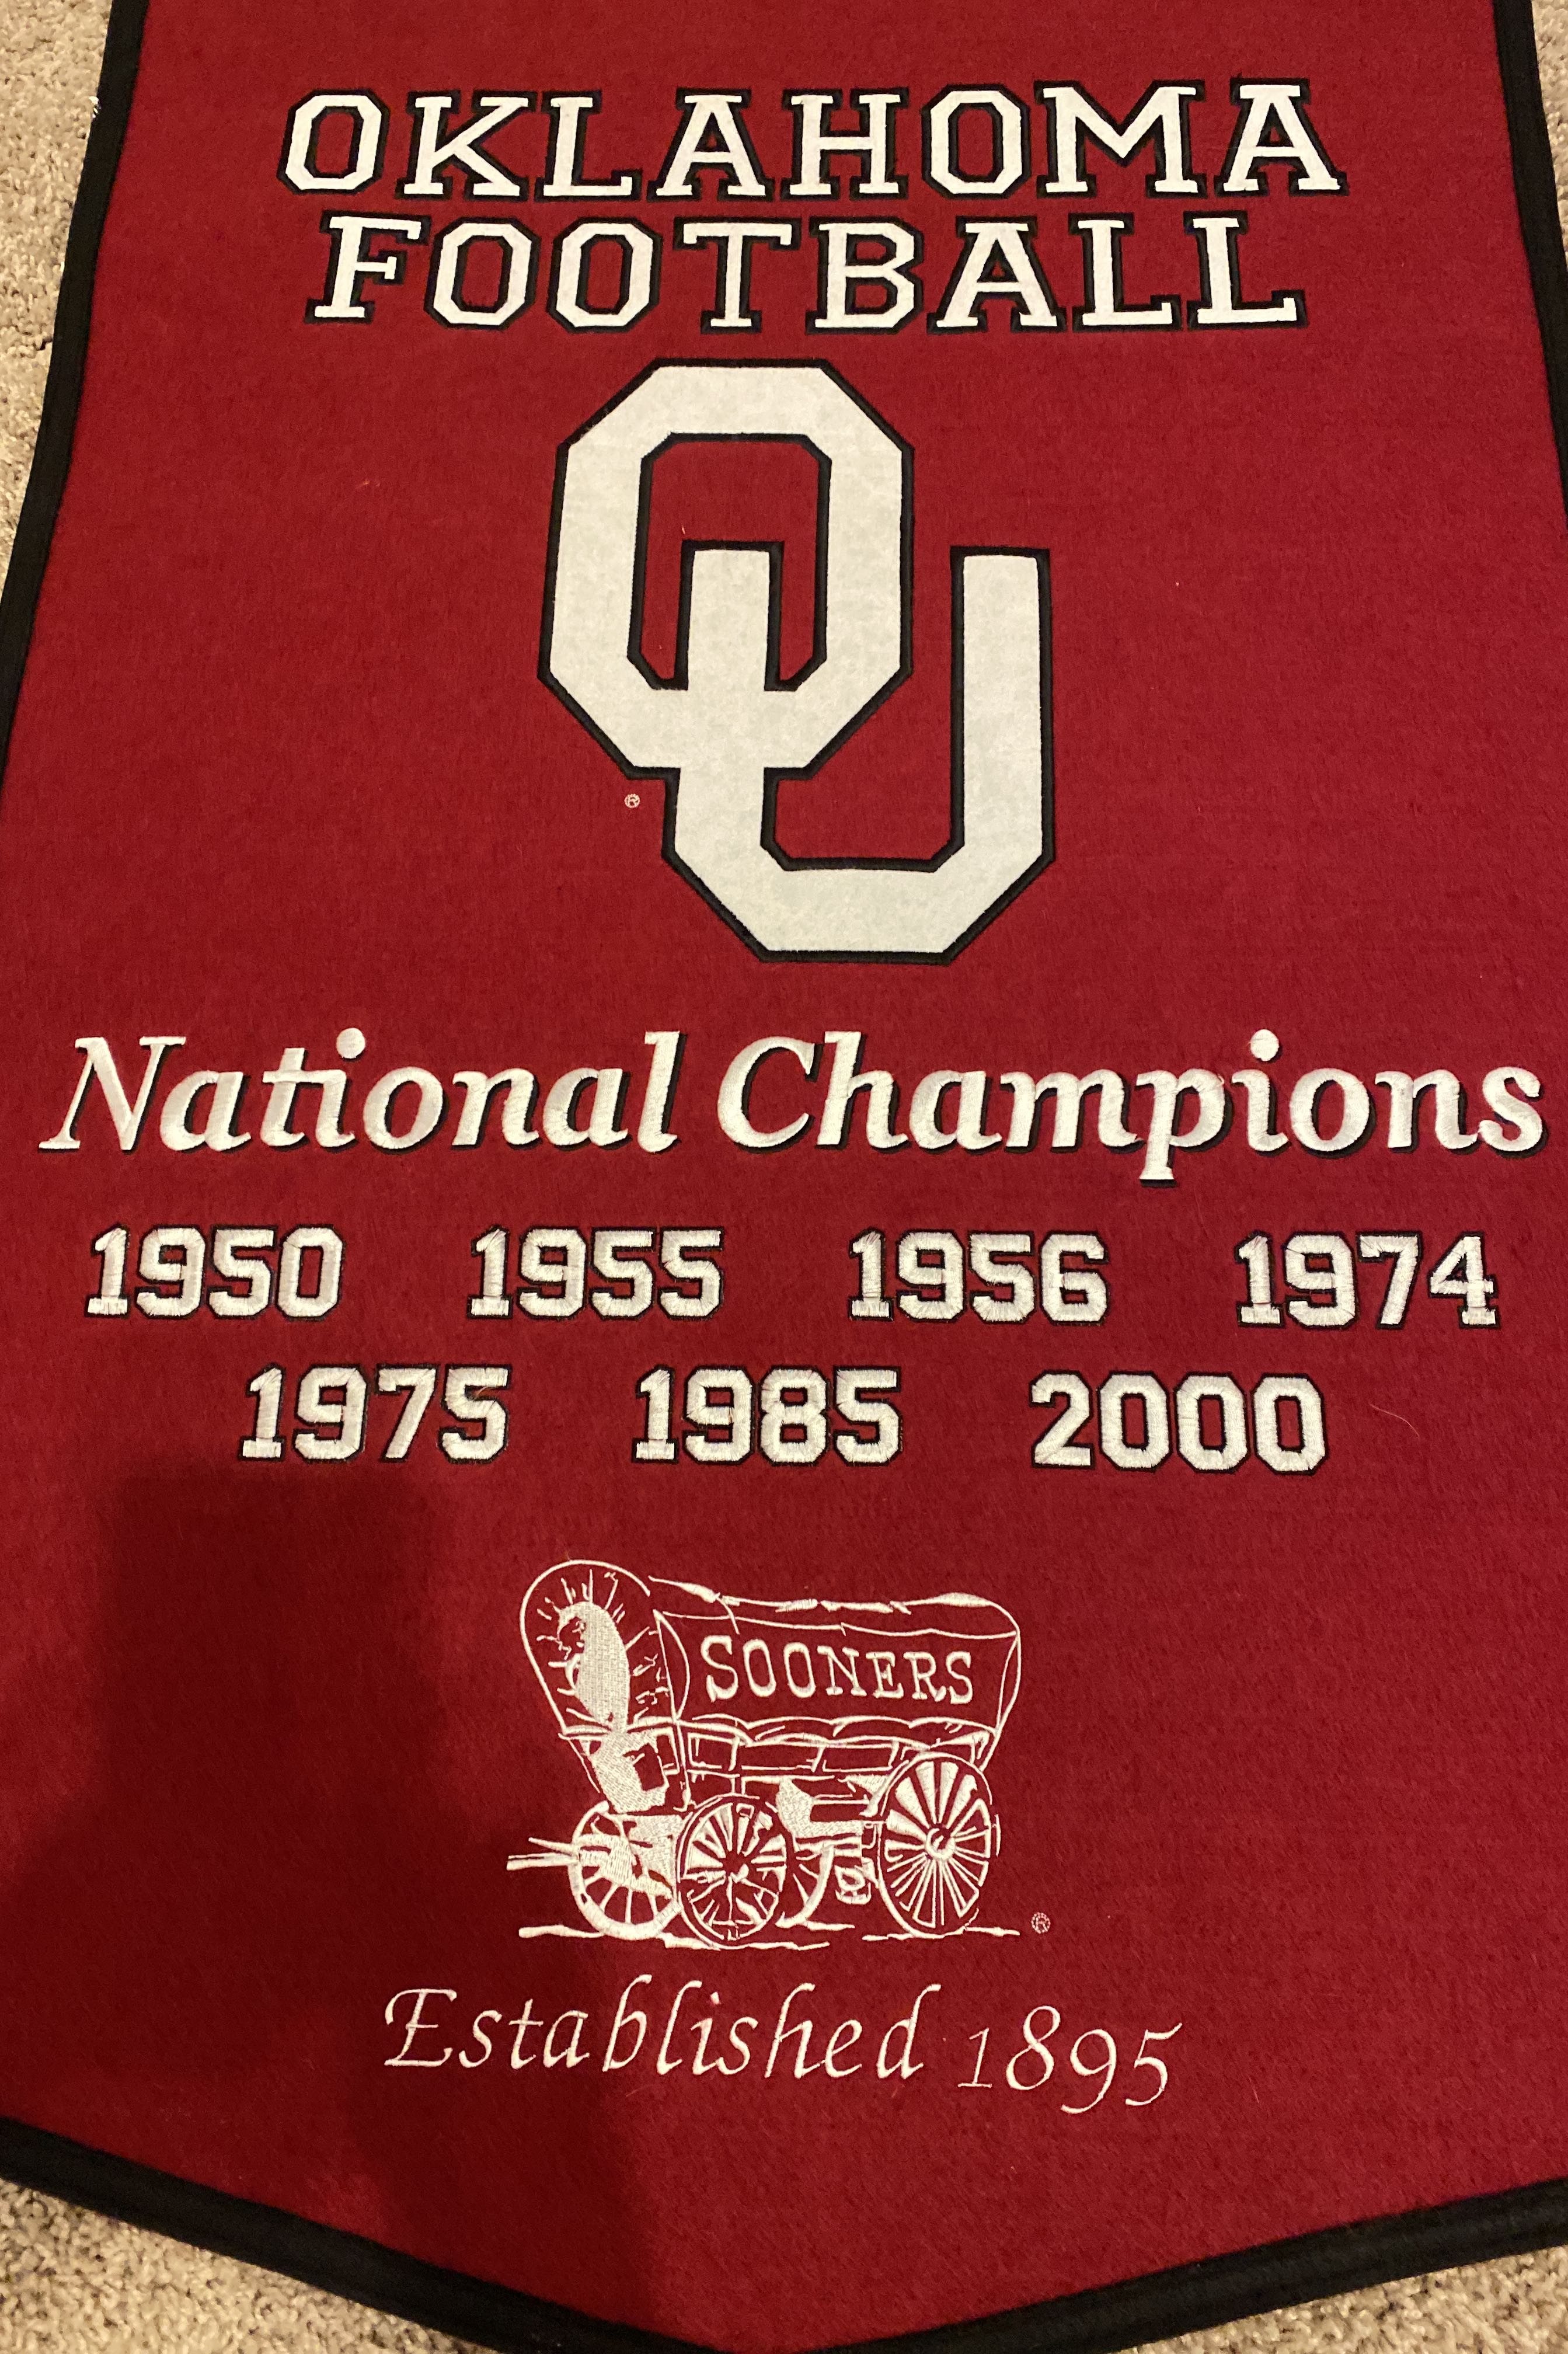 OKLAHOMA
FOOTBALL
OU
®
National Champions
1950 1955 1956 1974
1975 1985 2000
SOONERS
®
Established 1895